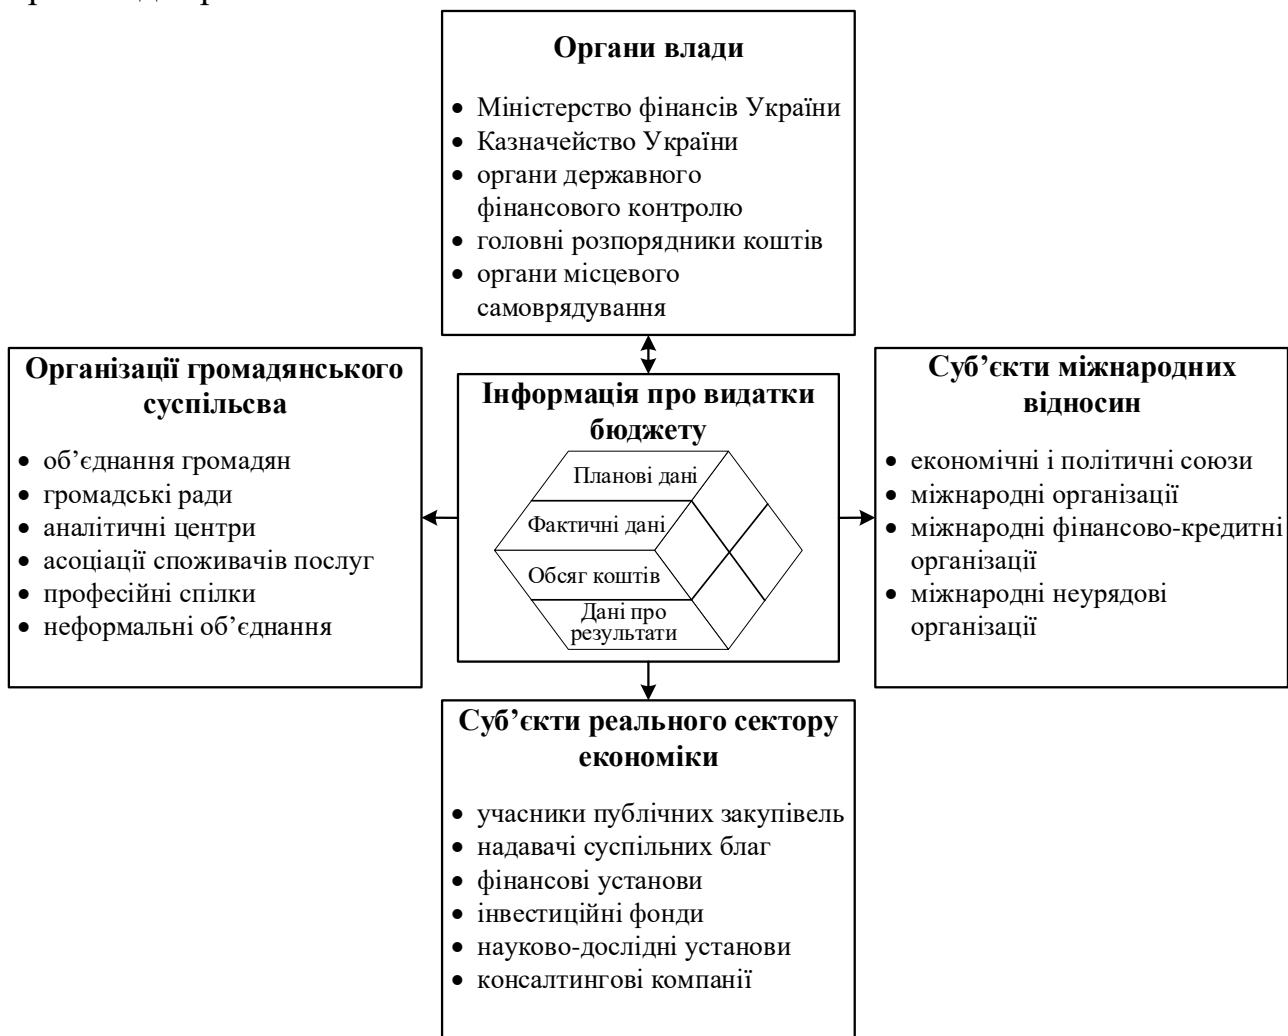 Органи влади
• Міністерство фінансів України
• Казначейство України
• органи державного
фінансового контролю
• головні розпорядники коштів
• органи місцевого
самоврядування
Організації громадянського
суспільсва
• об’єднання громадян
• громадські ради
• аналітичні центри
• асоціації споживачів послуг
• професійні спілки
• неформальні об’єднання
Інформація про видатки
бюджету
Планові дані
Фактичні дані
Обсяг коштів
Дані про
результати
Суб’єкти міжнародних
відносин
• економічні і політичні союзи
• міжнародні організації
• міжнародні фінансово-кредитні
організації
• міжнародні неурядові
організації
Суб’єкти реального сектору
економіки
• учасники публічних закупівель
• надавачі суспільних благ
• фінансові установи
• інвестиційні фонди
• науково-дослідні установи
• консалтингові компанії